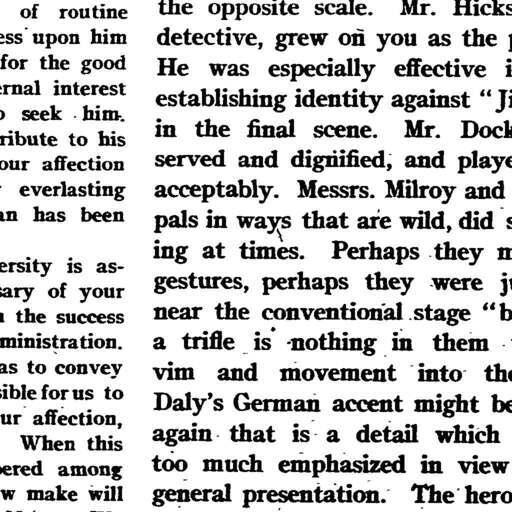 of routine
ess upon him
for the good
ernal interest
o seek him.
ribute to his
our affection
everlasting
an has been
ersity is as-
sary of your
the success
ministration.
as to convey
sible for us to
ur affection,
When this
bered among
w make will
the opposite scale. Mr. Hicks
detective, grew on you as the
He was especially effective
establishing identity against "Ji
in the final scene. Mr. Dock
served and dignified, and playe
acceptably. Messrs. Milroy and
pals in ways that are wild, did s
ing at times. Perhaps they m
gestures, perhaps they were ju
near the conventional stage "b
a trifle is nothing in them
vim and movement into the
Daly's German accent might be
again that is a detail which
too much emphasized in view
general presentation. The hero